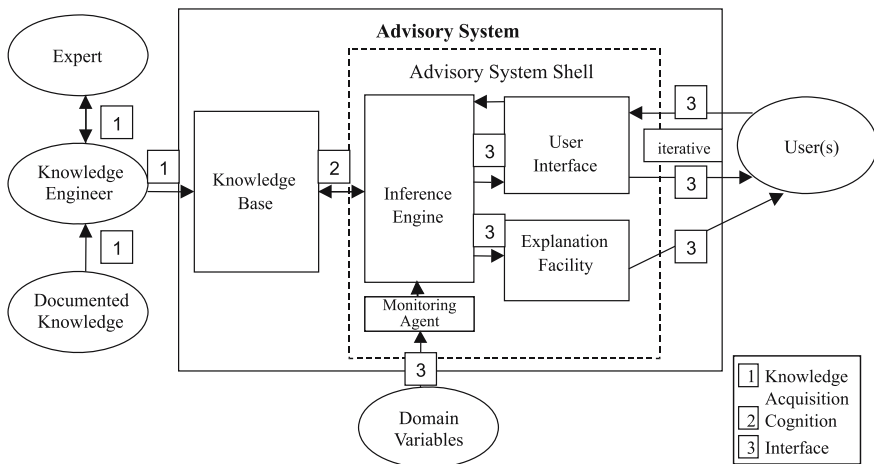 Advisory System
Expert
Advisory System Shell
1
3
3
1
Knowledge
Engineer
1
Knowledge
Base
2
Inference
Engine
3
User
Interface
iterative
3
User(s)
3
Explanation
Facility
3
Documented
Knowledge
Monitoring
Agent
3
Domain
Variables
1 Knowledge
Acquisition
2 Cognition
3 Interface